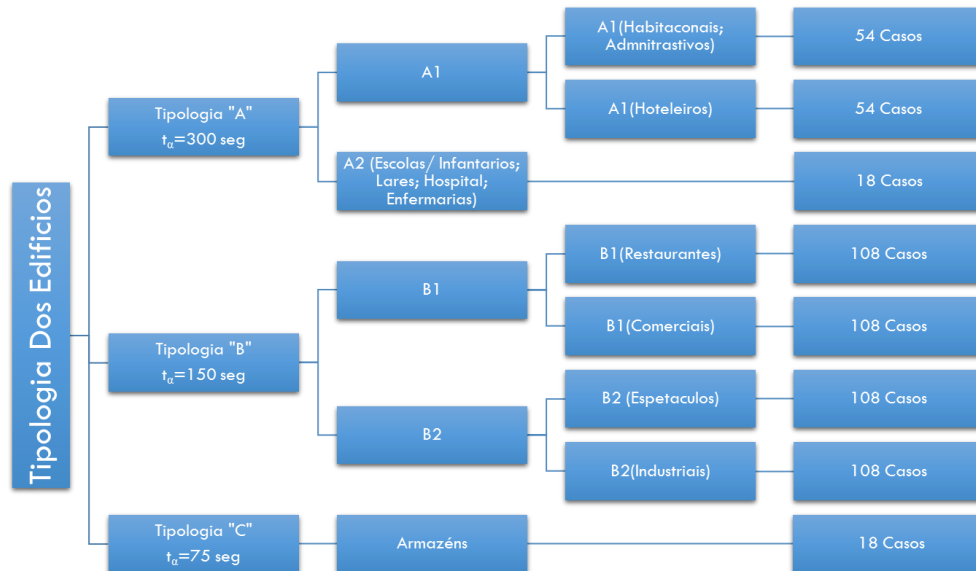 Tipologia Dos Edificios
Tipologia "A"
tα=300 seg
A1
A1(Habitaconais;
Admnitrastivos)
54 Casos
A1(Hoteleiros)
54 Casos
A2 (Escolas/ Infantarios;
Lares; Hospital;
Enfermarias)
18 Casos
Tipologia "B"
tα=150 seg
B1
B1(Restaurantes)
108 Casos
B1(Comerciais)
108 Casos
B2
B2 (Espetaculos)
108 Casos
B2(Industriais)
108 Casos
Tipologia "C"
tα=75 seg
Armazéns
18 Casos